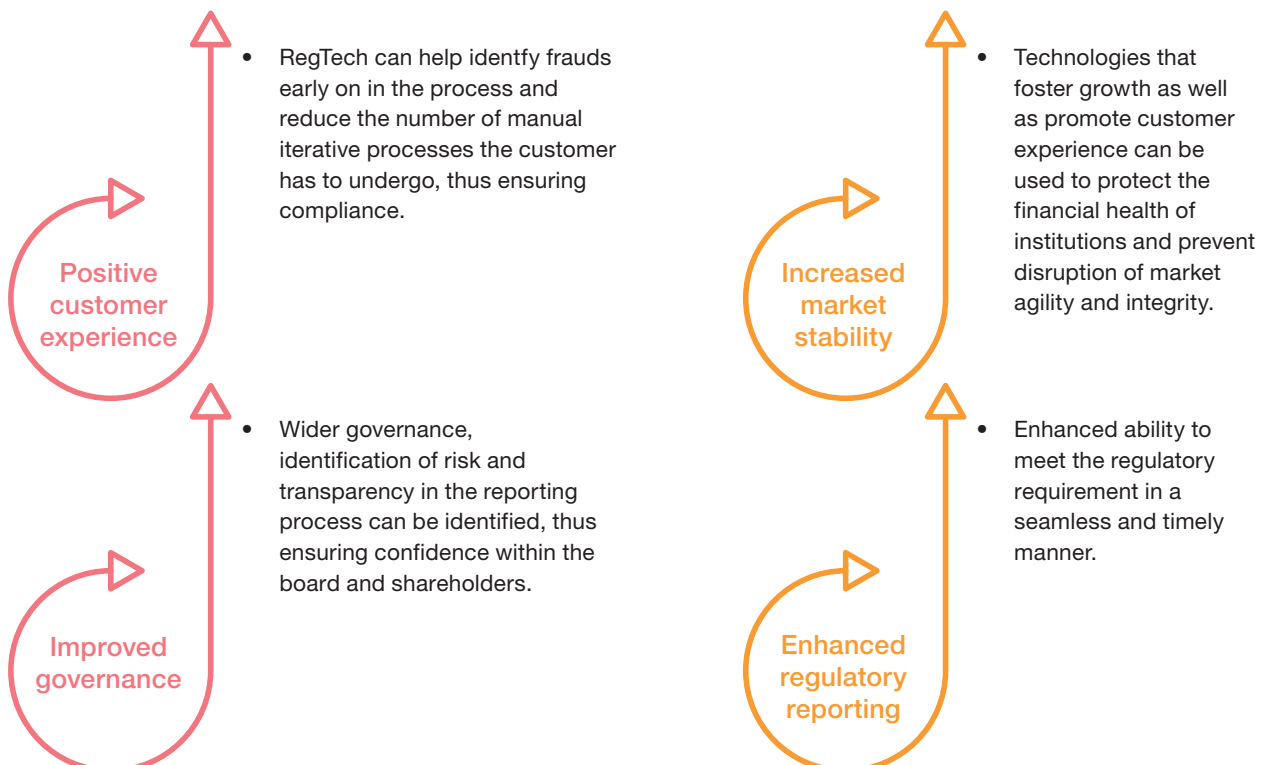 Positive
customer
experience
• RegTech can help identfy frauds
early on in the process and
reduce the number of manual
iterative processes the customer
has to undergo, thus ensuring
compliance.
Increased
market
stability
• Technologies that
foster growth as well
as promote customer
experience can be
used to protect the
financial health of
institutions and prevent
disruption of market
agility and integrity.
Improved
governance
• Wider governance,
identification of risk and
transparency in the reporting
process can be identified, thus
ensuring confidence within the
board and shareholders.
Enhanced
regulatory
reporting
• Enhanced ability to
meet the regulatory
requirement in a
seamless and timely
manner.